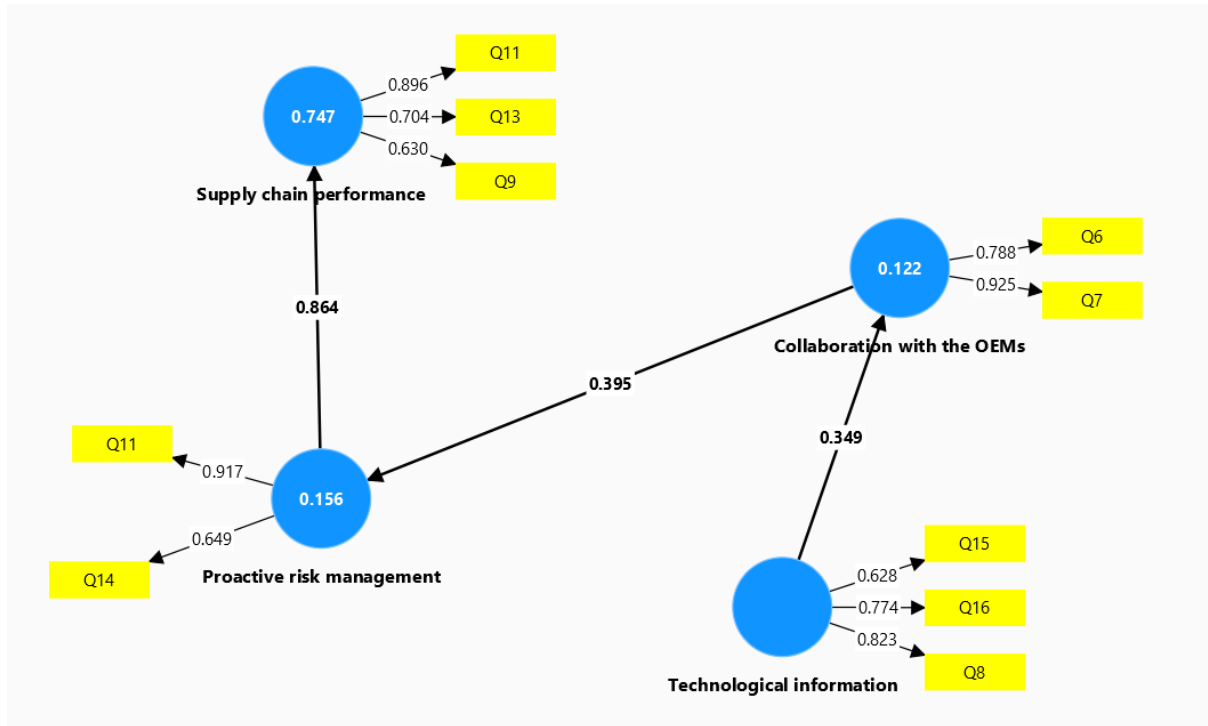 Q11
0.896
0.747
0.704
Q13
0.630
Q9
Supply chain performance
Q6
0.788
0.122
0.925
Q7
0.864
Collaboration with the OEMs
0.395
0.349
Q11
0.917
0.156
0.649
Q14
Proactive risk management
Q15
0.628
0.774
Q16
0.823
Q8
Technological information